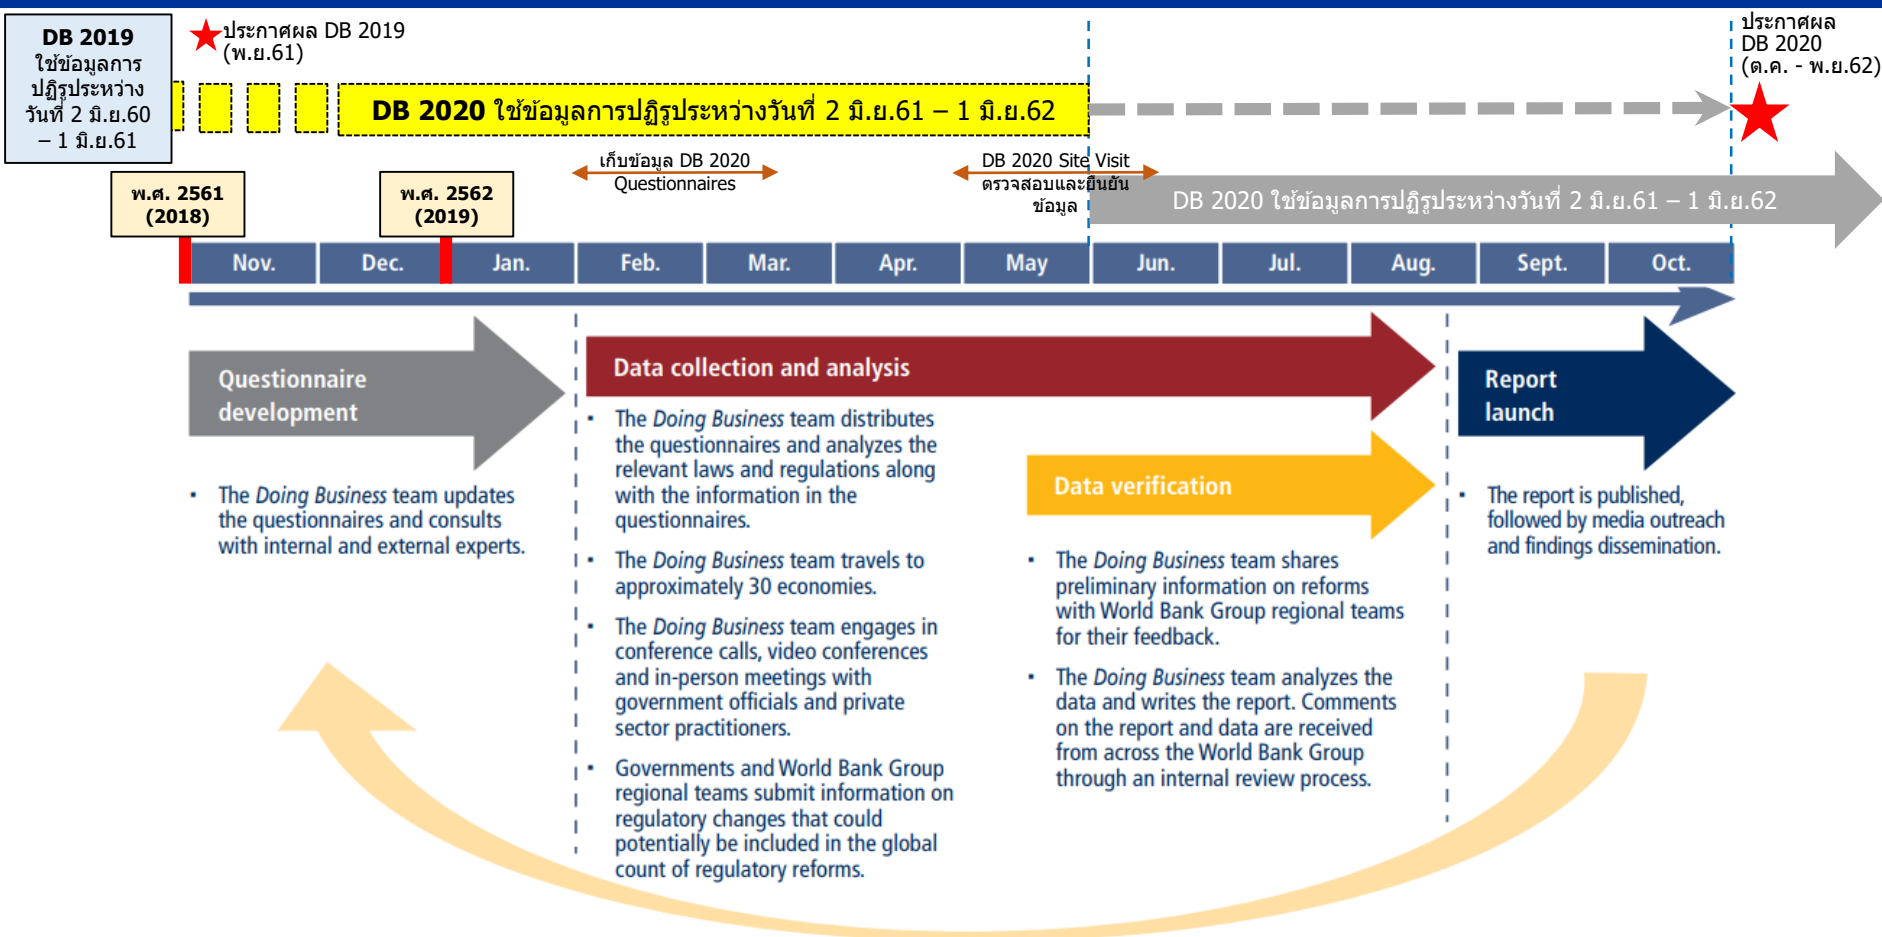 DB 2019
ใช้ข้อมูลการ
ปฏิรูประหว่าง
วันที่ 2 มิ.ย.60
– 1 มิ.ย.61
ประกาศผล DB 2019
(พ.ย.61)
ประกาศผล
DB 2020
(ต.ค. - พ.ย.62)
DB 2020 ใช้ข้อมูลการปฏิรูประหว่างวันที่ 2 มิ.ย.61 – 1 มิ.ย.62
เก็บข้อมูล DB 2020
Questionnaires
DB 2020 Site Visit
ตรวจสอบและยืนยัน
ข้อมูล
DB 2020 ใช้ข้อมูลการปฏิรูประหว่างวันที่ 2 มิ.ย.61 – 1 มิ.ย.62
พ.ศ. 2561
(2018)
พ.ศ. 2562
(2019)
Nov. Dec. Jan. Feb. Mar. Apr. May Jun. Jul. Aug. Sept. Oct.
Questionnaire
development
▪ The Doing Business team updates
the questionnaires and consults
with internal and external experts.
Data collection and analysis
▪ The Doing Business team distributes
the questionnaires and analyzes the
relevant laws and regulations along
with the information in the
questionnaires.
▪ The Doing Business team travels to
approximately 30 economies.
▪ The Doing Business team engages in
conference calls, video conferences
and in-person meetings with
government officials and private
sector practitioners.
▪ Governments and World Bank Group
regional teams submit information on
regulatory changes that could
potentially be included in the global
count of regulatory reforms.
Data verification
▪ The Doing Business team shares
preliminary information on reforms
with World Bank Group regional teams
for their feedback.
▪ The Doing Business team analyzes the
data and writes the report. Comments
on the report and data are received
from across the World Bank Group
through an internal review process.
Report
launch
▪ The report is published,
followed by media outreach
and findings dissemination.